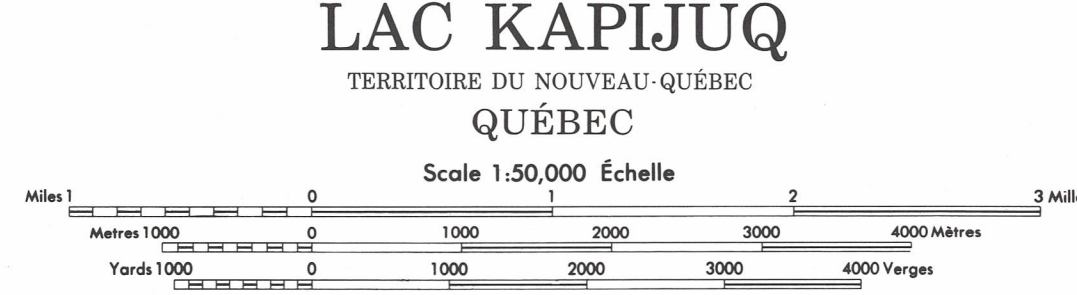 LAC KAPIJUQ
TERRITOIRE DU NOUVEAU-QUÉBEC
QUÉBEC
Scale 1:50,000 Échelle
Miles 1 0 1 2 3
Metres 1000 0 1000 2000 3000 4000 Mètres
Yards 1000 0 1000 2000 3000 4000 Verges